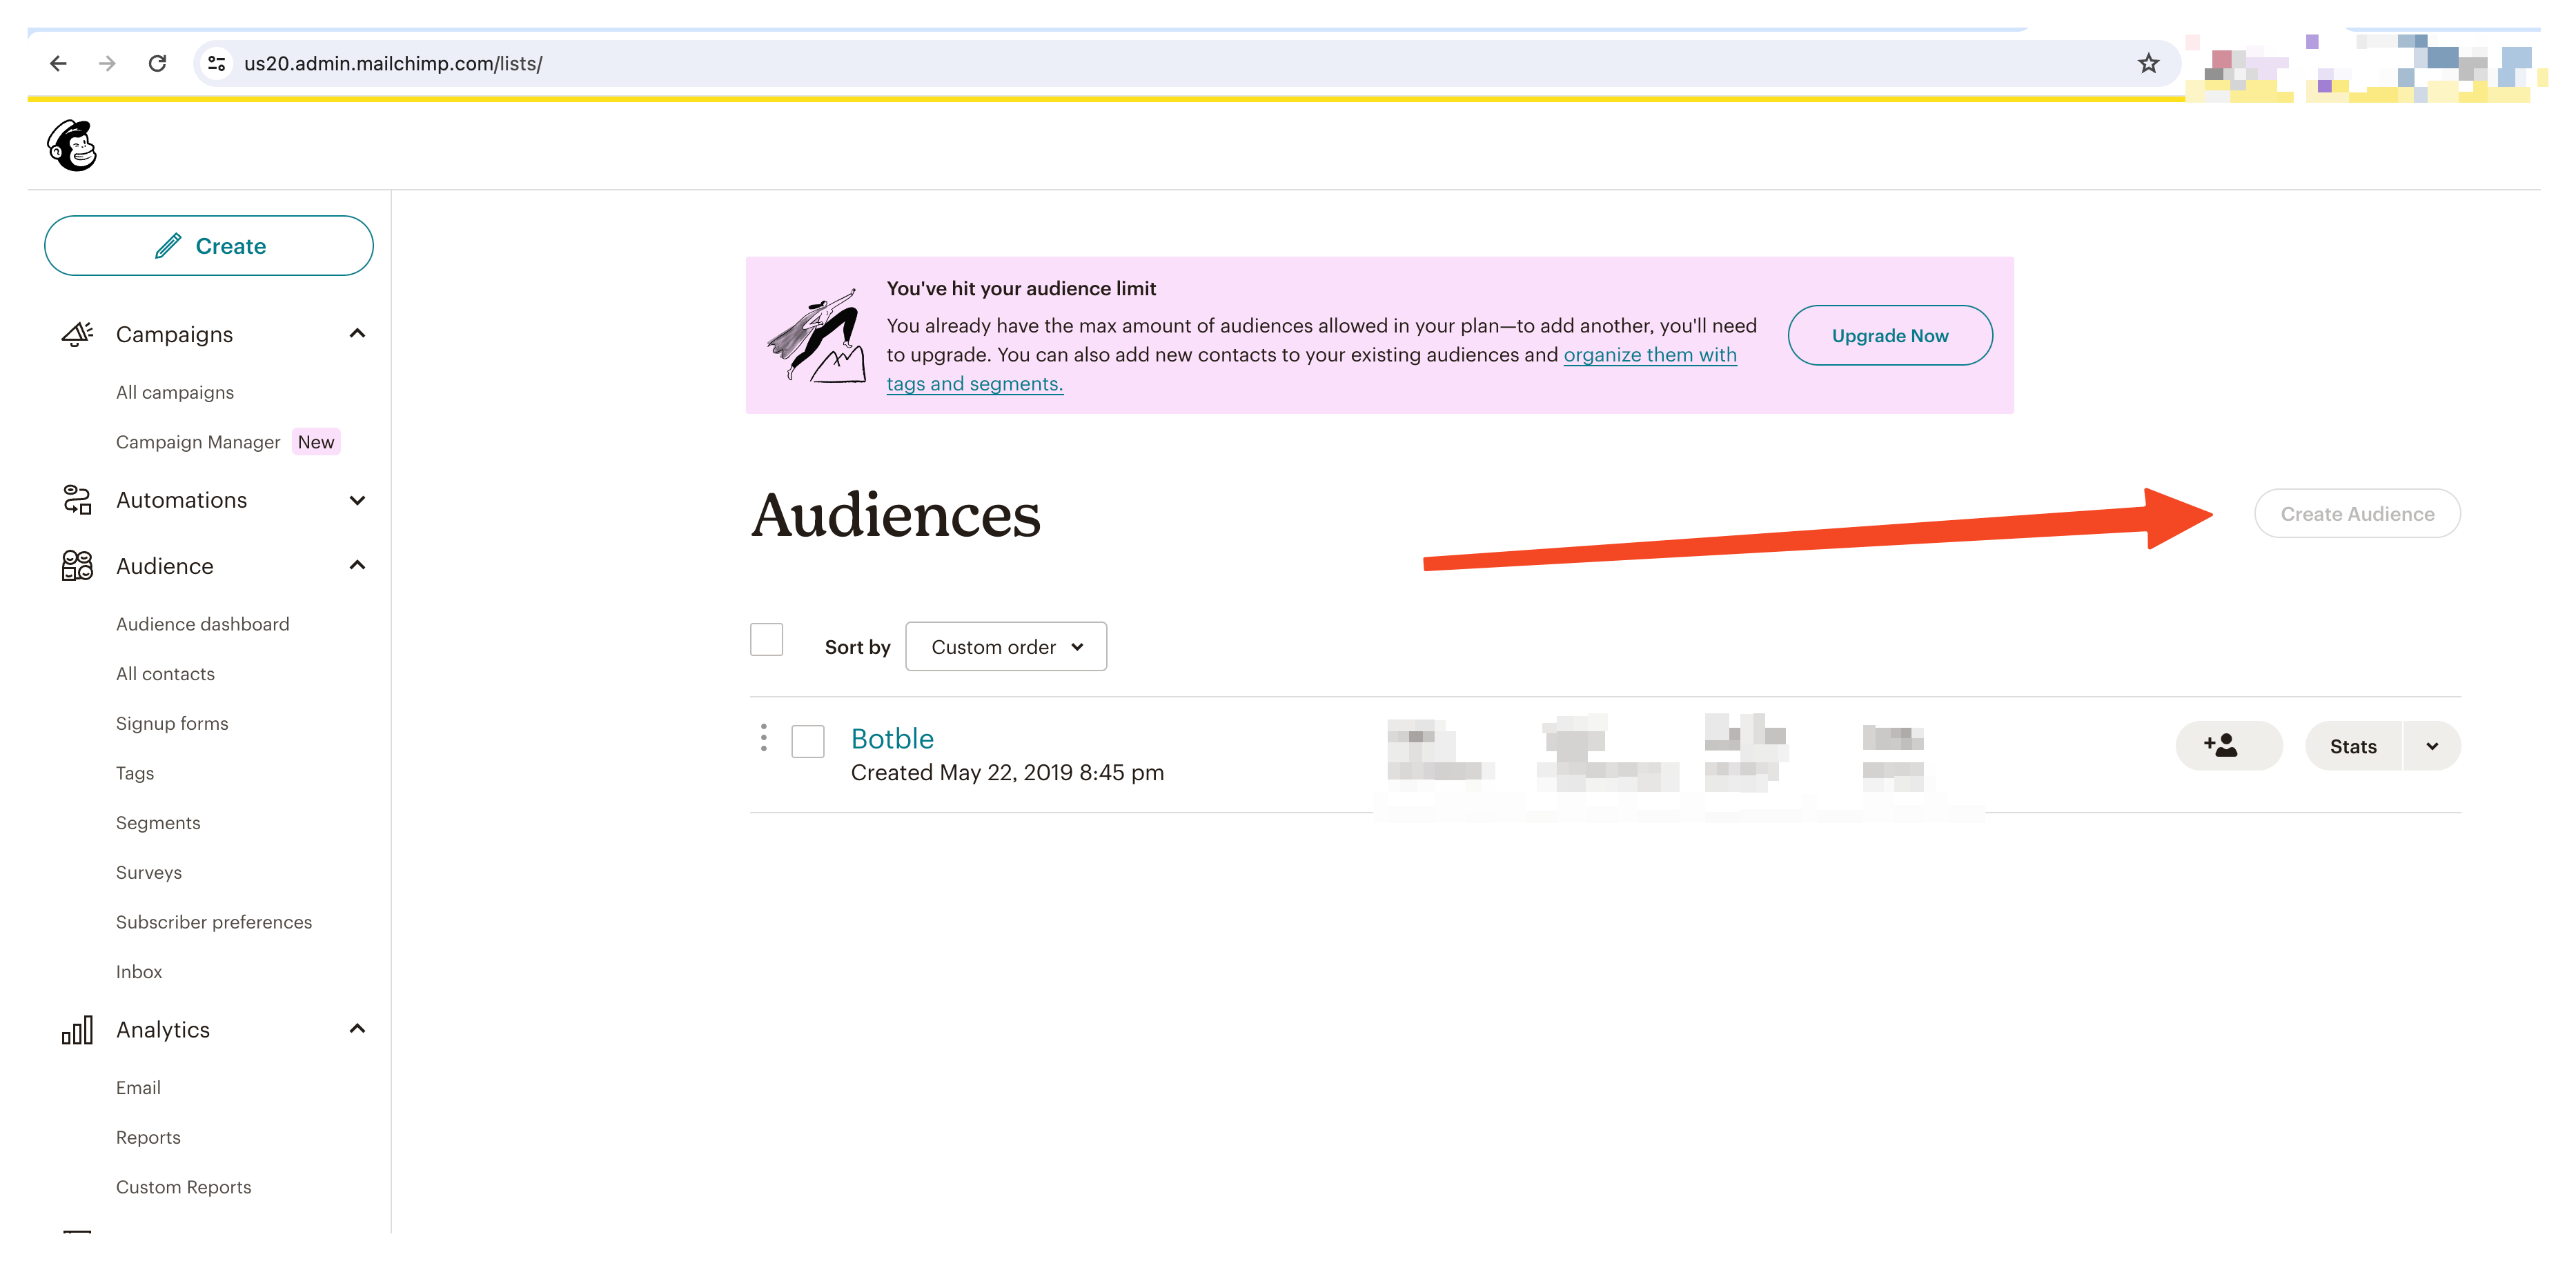 us20.admin.mailchimp.com/lists/
Create
Campaigns
All campaigns
Campaign Manager New
Automations
Audience
Audience dashboard
All contacts
Signup forms
Tags
Segments
Surveys
Subscriber preferences
Inbox
Analytics
Email
Reports
Custom Reports
You've hit your audience limit
You already have the max amount of audiences allowed in your plan—to add another, you'll need
to upgrade. You can also add new contacts to your existing audiences and organize them with
tags and segments.
Upgrade Now
Audiences
Create Audience
Sort by Custom order
Botble
Created May 22, 2019 8:45 pm
Stats